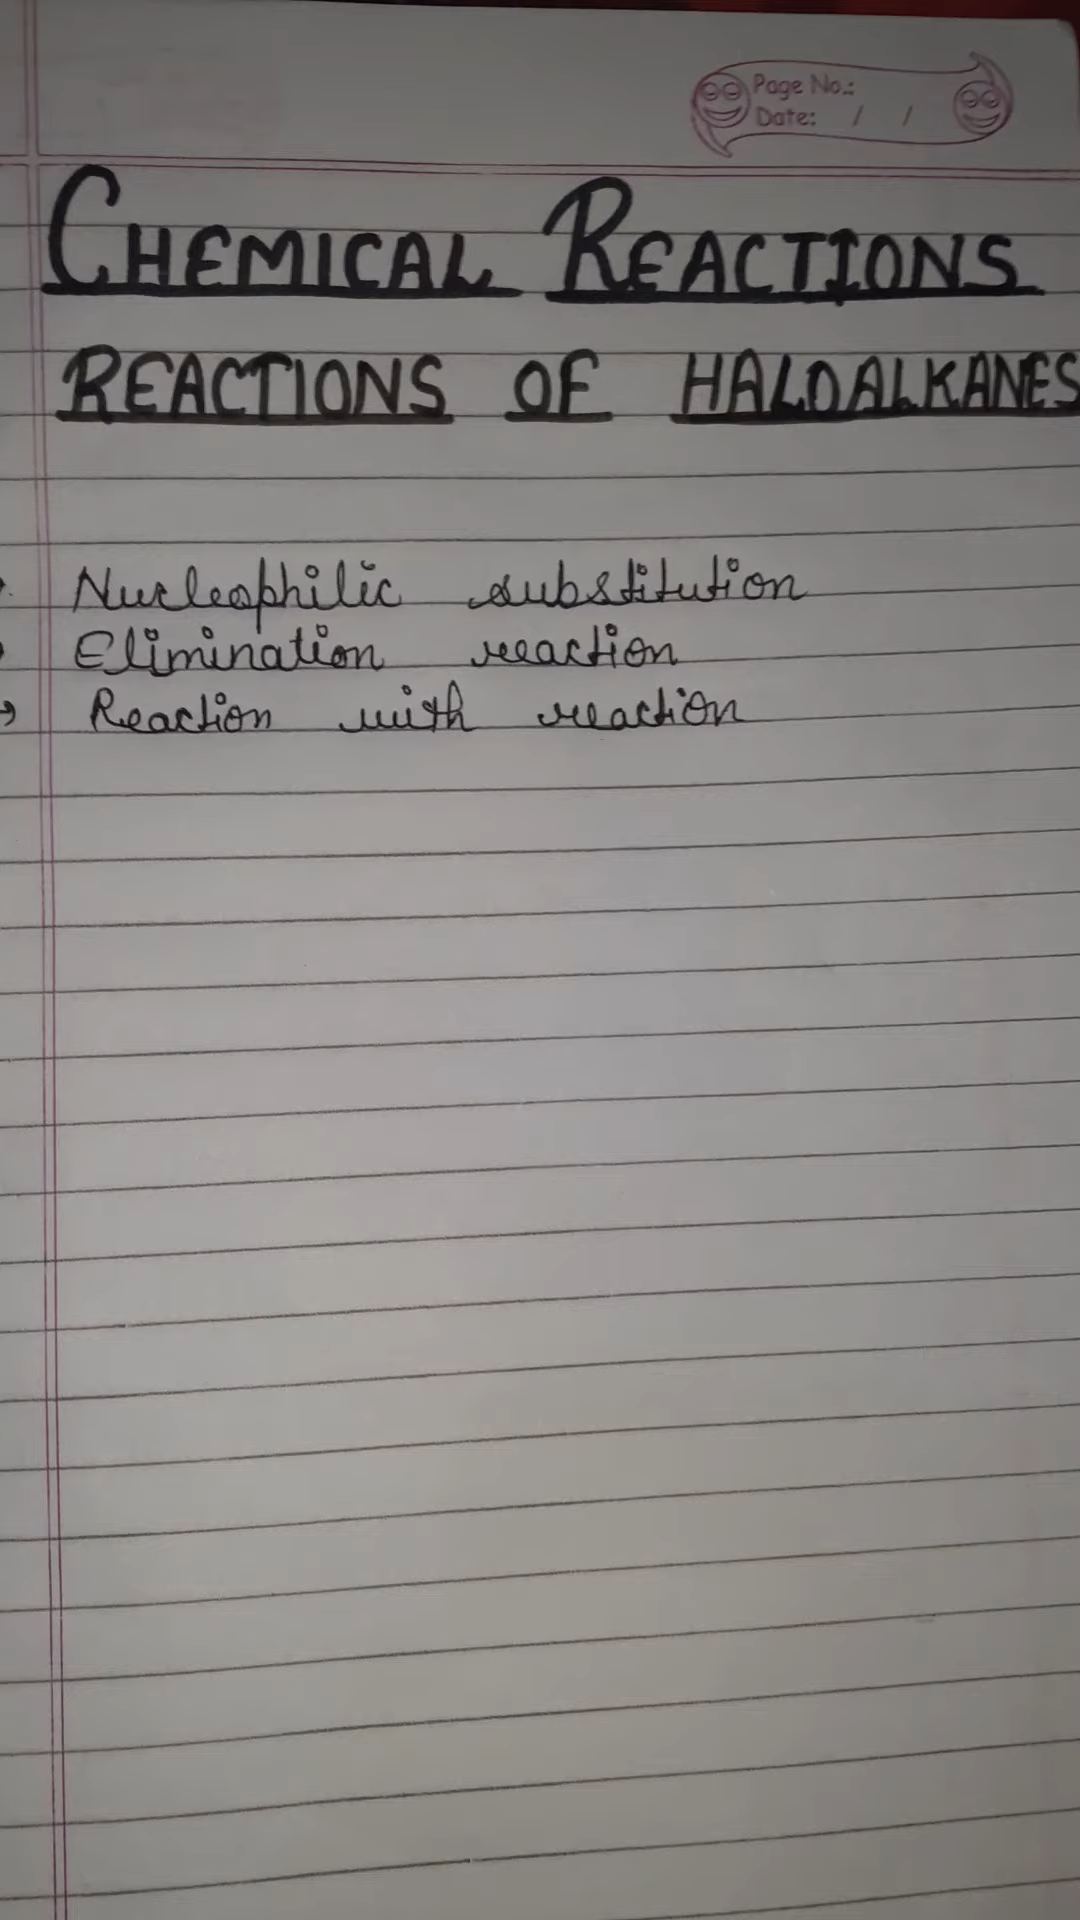 Page No.:
Date: / /
CHEMICAL REACTIONS
REACTIONS OF HALOALKANES
Nucleophilic substitution
Elimination reaction
→ Reaction with reaction